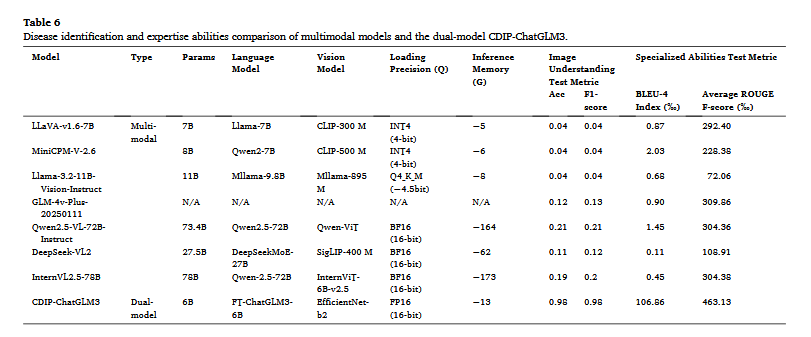 Table 6
Disease identification and expertise abilities comparison of multimodal models and the dual-model CDIP-ChatGLM3.
Model Type Params Language Model Vision Model Loading Precision (Q) Inference Memory (G) Image Understanding Test Metric Specialized Abilities Test Metric
Acc F1-score BLEU-4 Index (‰) Average ROUGE F-score (‰)
LLaVA-v1.6-7B Multi-modal 7B Llama-7B CLIP-300 M INT4 (4-bit) ~5 0.04 0.04 0.87 292.40
MiniCPM-V-2.6 8B Qwen2-7B CLIP-500 M INT4 (4-bit) ~6 0.04 0.04 2.03 228.38
Llama-3.2-11B-Vision-Instruct 11B Mllama-9.8B Mllama-895 M Q4_K_M (~4.5bit) ~8 0.04 0.04 0.68 72.06
GLM-4v-Plus-20250111 N/A N/A N/A N/A N/A 0.12 0.13 0.90 309.86
Qwen2.5-VL-72B-Instruct 73.4B Qwen2.5-72B Qwen-ViT BF16 (16-bit) ~164 0.21 0.21 1.45 304.36
DeepSeek-VL2 27.5B DeepSeekMoE-27B SigLIP-400 M BF16 (16-bit) ~62 0.11 0.12 0.11 108.91
InternVL2.5-78B 78B Qwen-2.5-72B InternViT-6B-v2.5 BF16 (16-bit) ~173 0.19 0.2 0.45 304.38
CDIP-ChatGLM3 Dual-model 6B FT-ChatGLM3-6B EfficientNet-b2 FP16 (16-bit) ~13 0.98 0.98 106.86 463.13